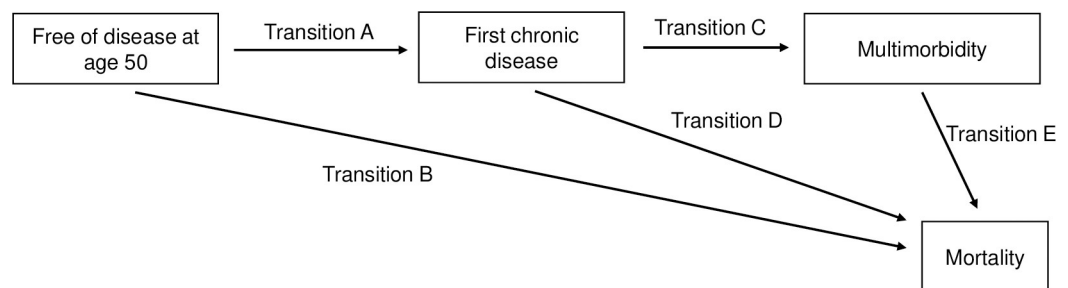 Free of disease at
age 50
Transition A
First chronic
disease
Transition C
Multimorbidity
Transition B
Transition D
Transition E
Mortality